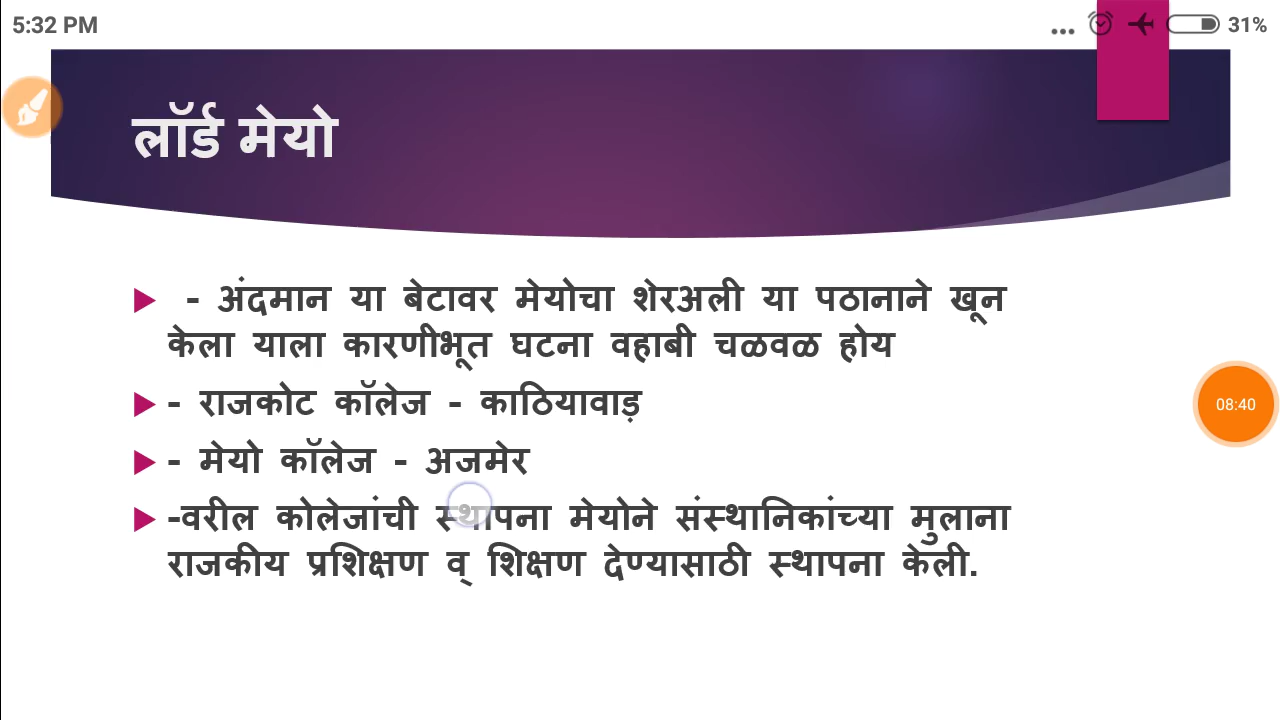 5:32 PM
... 31%
लॉर्ड मेयो
- अंदमान या बेटावर मेयोचा शेरअली या पठानाने खून
केला याला कारणीभूत घटना वहाबी चळवळ होय
- राजकोट कॉलेज - काठियावाड़
- मेयो कॉलेज - अजमेर
-वरील कोलेजांची स्थापना मेयोने संस्थानिकांच्या मुलाना
राजकीय प्रशिक्षण व् शिक्षण देण्यासाठी स्थापना केली.
08:40